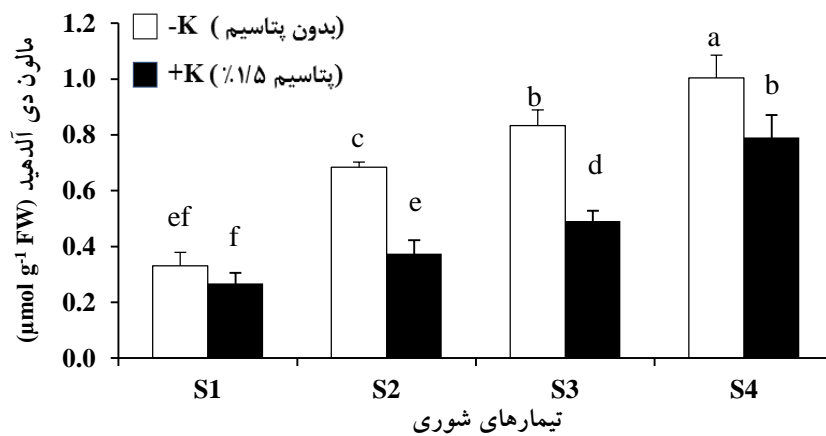 -K ( بدون پتاسیم)
+K (پتاسیم ۱/۵٪)
مالون دی آلدهید
(µmol g-1 FW)
1.2
1.0
0.8
0.6
0.4
0.2
0.0
ef
f
c
e
b
d
a
b
S1 S2 S3 S4
تیمارهای شوری